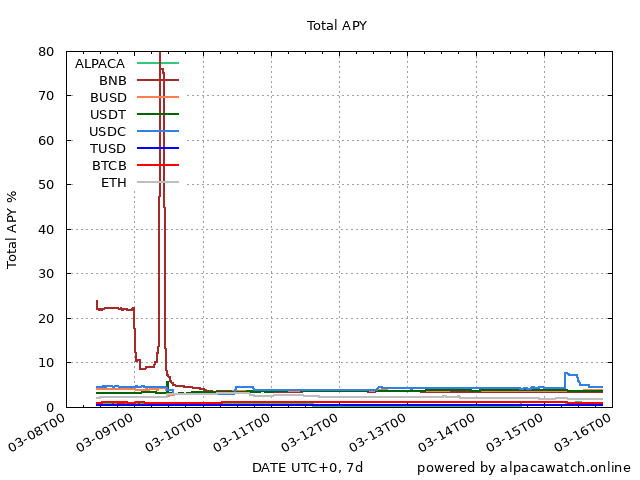 Total APY
80
70
60
50
40
30
20
10
0
Total APY %
ALPACA
BNB
BUSD
USDT
USDC
TUSD
BTCB
ETH
03-08T00
03-09T00
03-10T00
03-11T00
03-12T00
03-13T00
03-14T00
03-15T00
03-16T00
DATE UTC+0, 7d
powered by alpacawatch.online